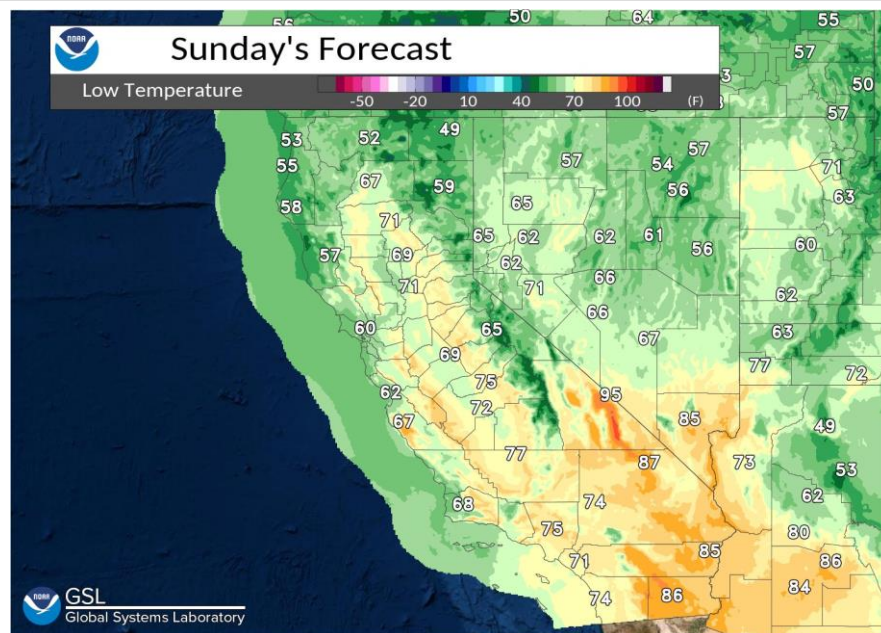 56 50 64 55
NOAA
Sunday's Forecast
57
Low Temperature
-50 -20 10 40 70 100 (F)
50
57
53 52 49
55 67 59 57 54 57 71
58 71 65 56 63
57 69 65 62 62 61 56 60
71 62 71 66 62
60 65 66 67 63
69 75 77 72
62 72 95 85 49
67 77 87 73 53
68 74 62
75 80
71 85 86
74 86 84
NOAA
GSL
Global Systems Laboratory